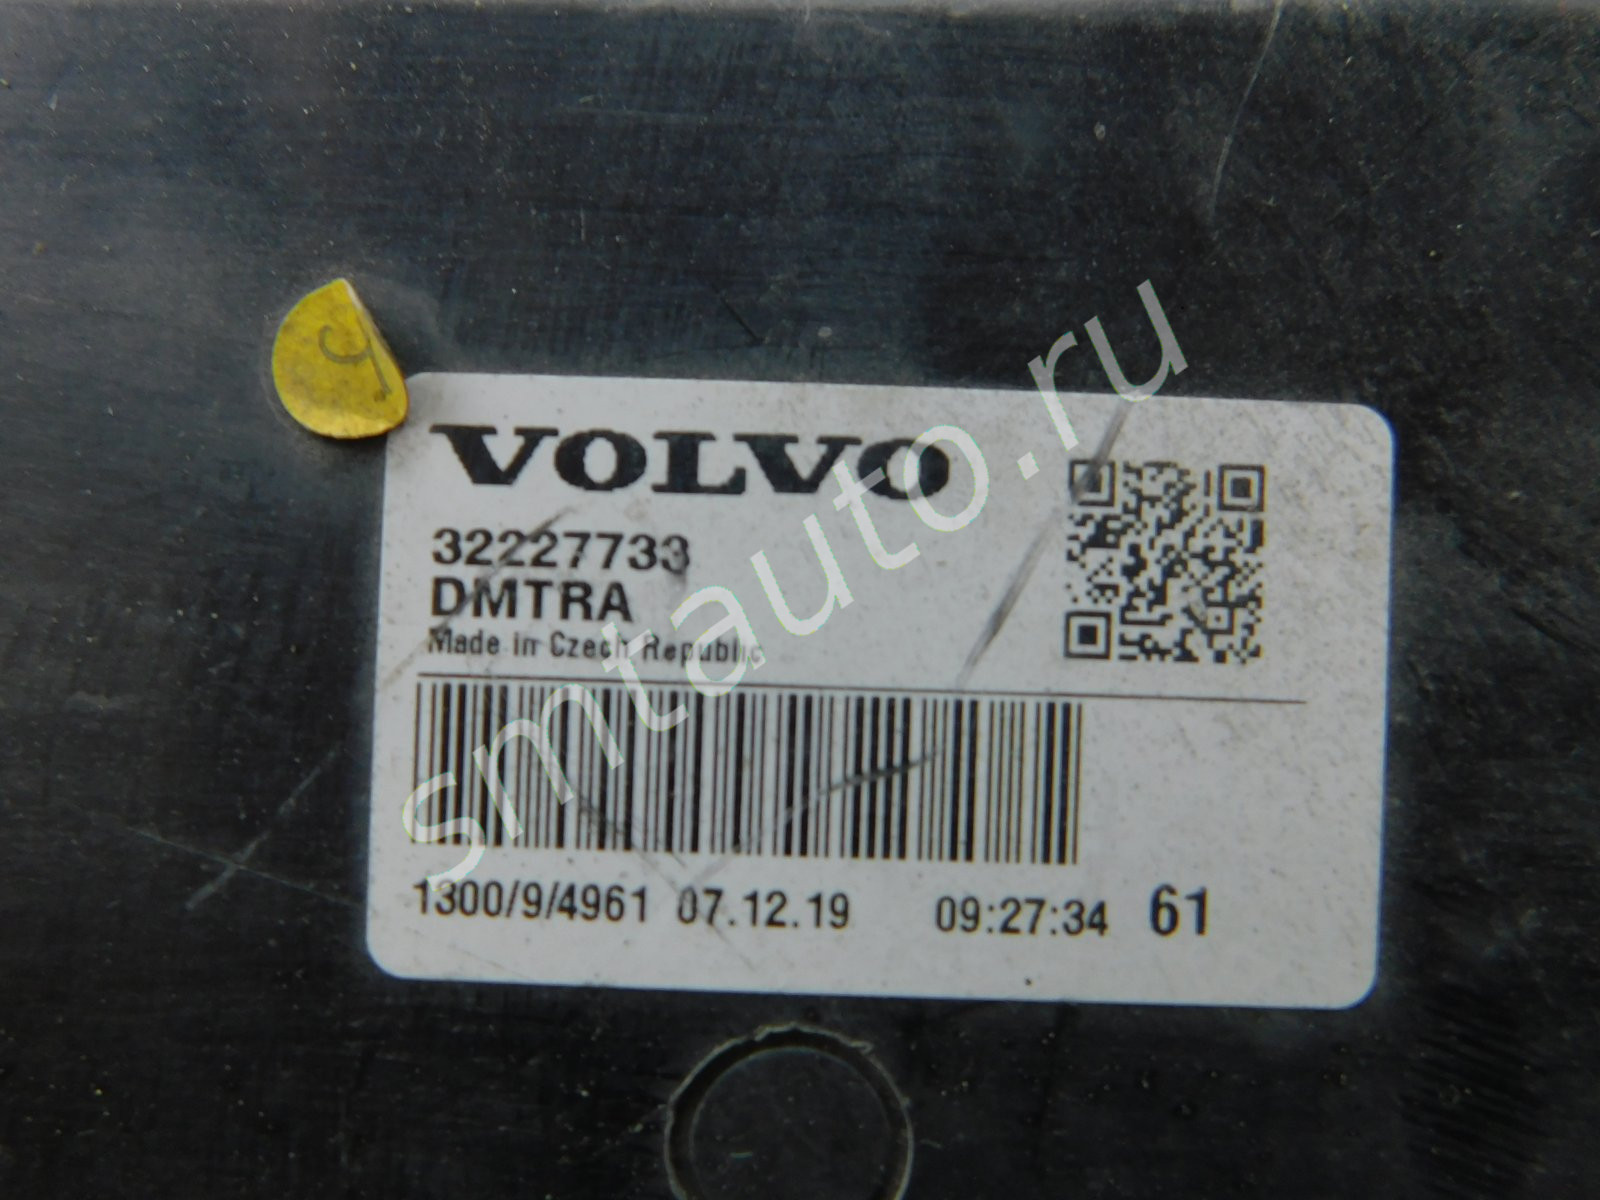 VOLVO
32227733
DMTRA
Made in Czech Republic
1300/9/4961 07.12.19 09:27:34 61
smtauto.ru